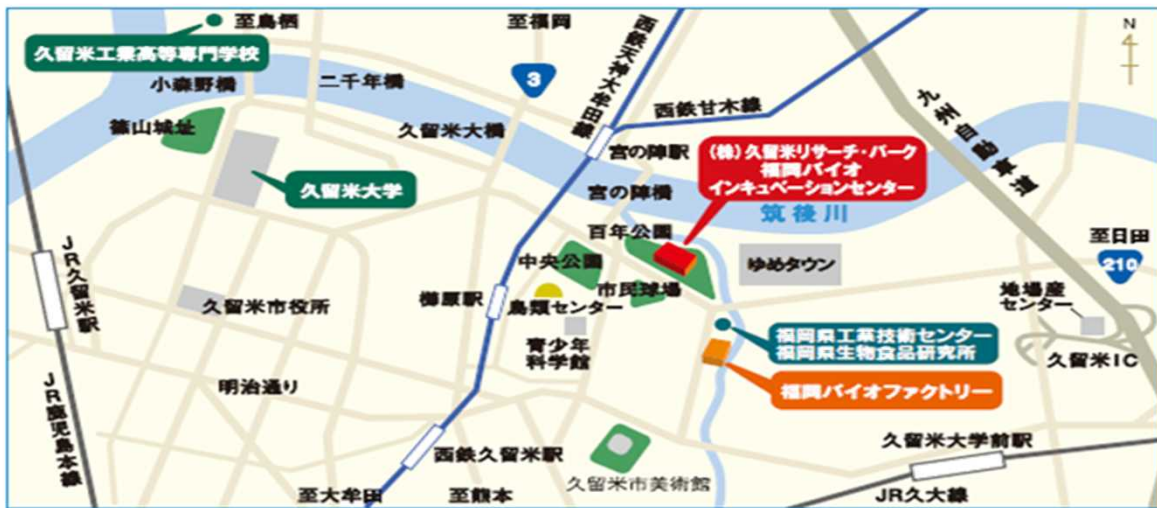 至鳥栖
至福岡
N
久留米工業高等専門学校
西鉄天神大牟田線
小森野橋
二千年橋
3
西鉄甘木線
九州自動車道
篠山城址
久留米大橋
宮の陣駅
(株)久留米リサーチ・パーク
福岡バイオ
インキュベーションセンター
久留米大学
宮の陣橋
筑後川
百年公園
至日田
210
JR久留米駅
中央公園
ゆめタウン
久留米市役所
櫛原駅
鳥類センター
市民球場
地場産
センター
青少年
科学館
福岡県工業技術センター
福岡県生物食品研究所
久留米IC
明治通り
福岡バイオファクトリー
JR鹿児島本線
西鉄久留米駅
久留米大学前駅
至大牟田
至熊本
久留米市美術館
JR久大線